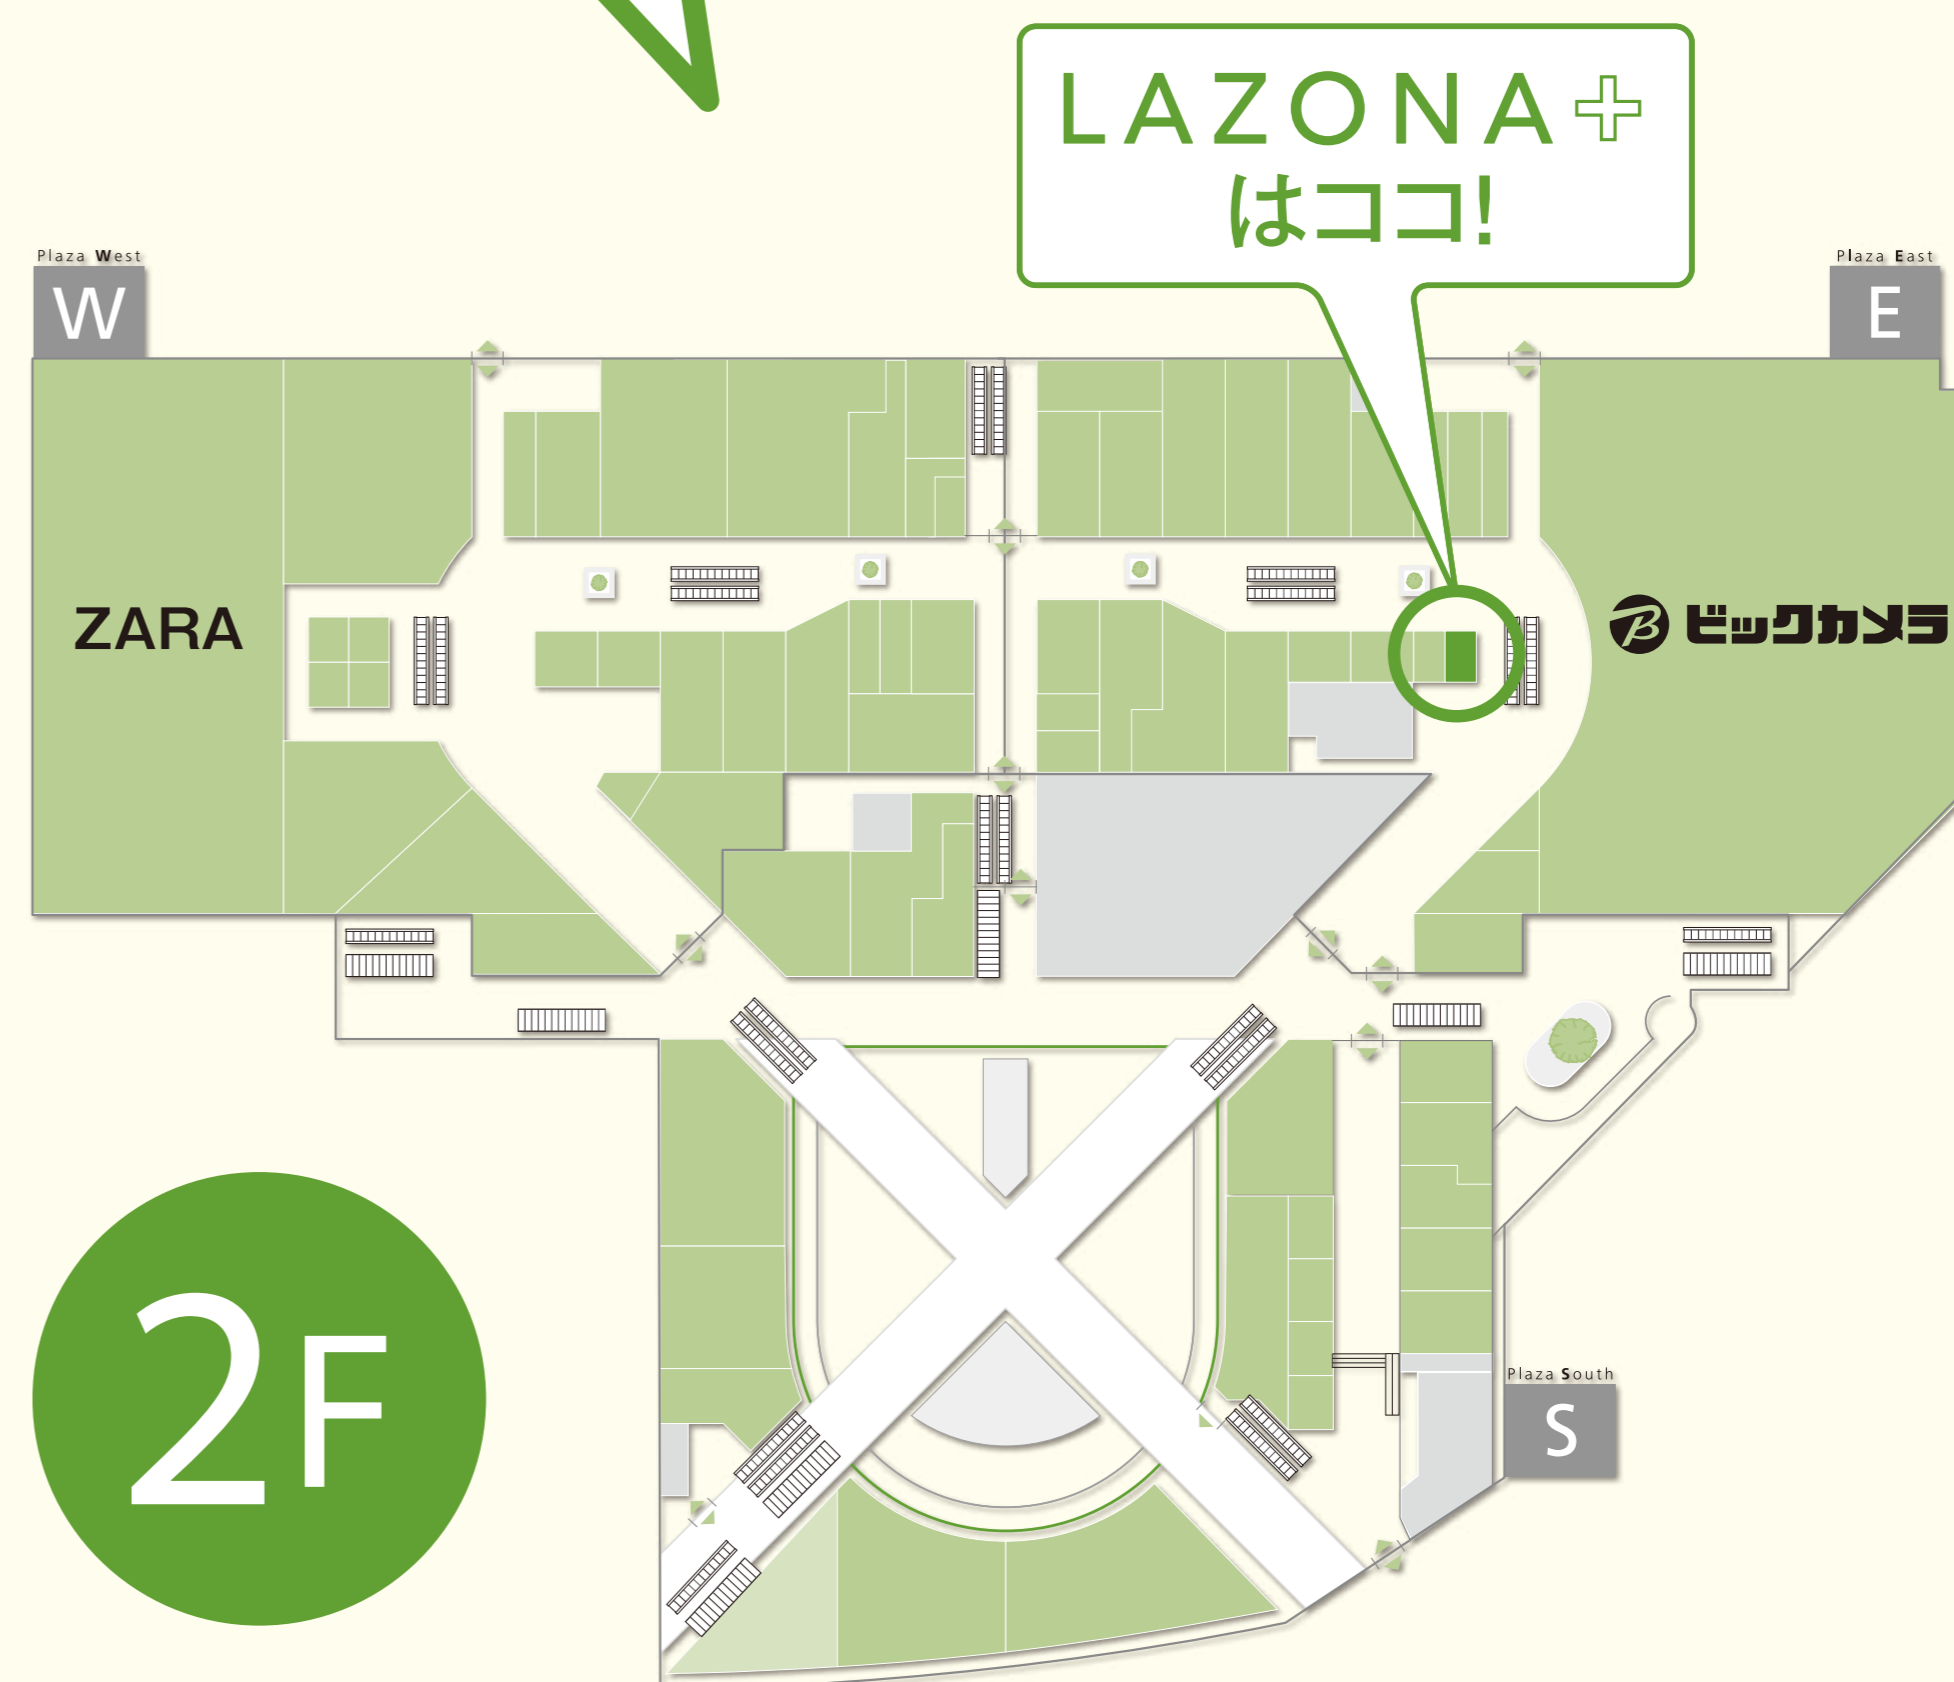 LAZONA+
はココ!
Plaza West
W
Plaza East
E
ZARA
ビックカメラ
2F
Plaza South
S